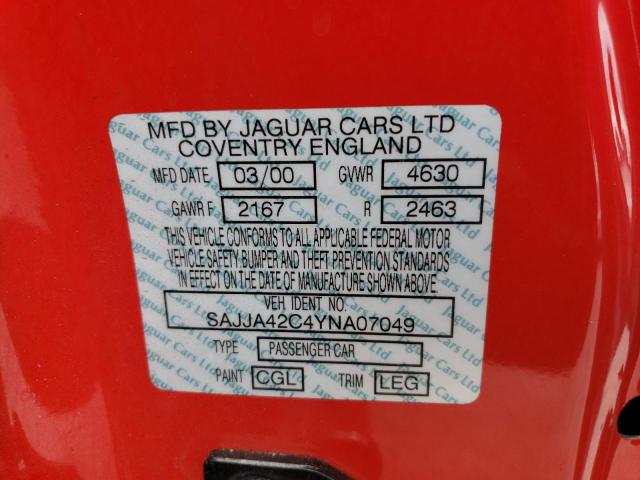 MFD BY JAGUAR CARS LTD
COVENTRY ENGLAND
MFD DATE 03/00 GVWR 4630
GAWR F 2167 R 2463
THIS VEHICLE CONFORMS TO ALL APPLICABLE FEDERAL MOTOR
VEHICLE SAFETY BUMPER AND THEFT PREVENTION STANDARDS
IN EFFECT ON THE DATE OF MANUFACTURE SHOWN ABOVE.
VEH. IDENT NO.
SAJJA42C4YNA07049
TYPE PASSENGER CAR
PAINT CGL TRIM LEG